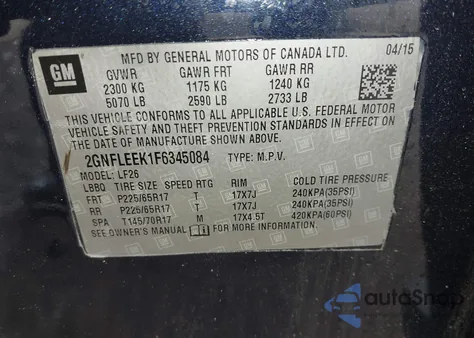 GM
MFD BY GENERAL MOTORS OF CANADA LTD. 04/15
GVWR GAWR FRT GAWR RR
2300 KG 1175 KG 1240 KG
5070 LB 2590 LB 2733 LB
THIS VEHICLE CONFORMS TO ALL APPLICABLE U.S. FEDERAL MOTOR
VEHICLE SAFETY AND THEFT PREVENTION STANDARDS IN EFFECT ON
THE DATE OF MANUFACTURE SHOWN ABOVE.
2GNFLEEK1F6345084 TYPE: M.P.V.
MODEL: LF26
LBBQ TIRE SIZE SPEED RTG RIM COLD TIRE PRESSURE
FRT P225/65R17 T 17X7J 240KPA(35PSI)
RR P225/65R17 T 17X7J 240KPA(35PSI)
SPA T145/70R17 M 17X4.5T 420KPA(60PSI)
SEE OWNER'S MANUAL FOR MORE INFORMATION.
autoSnap